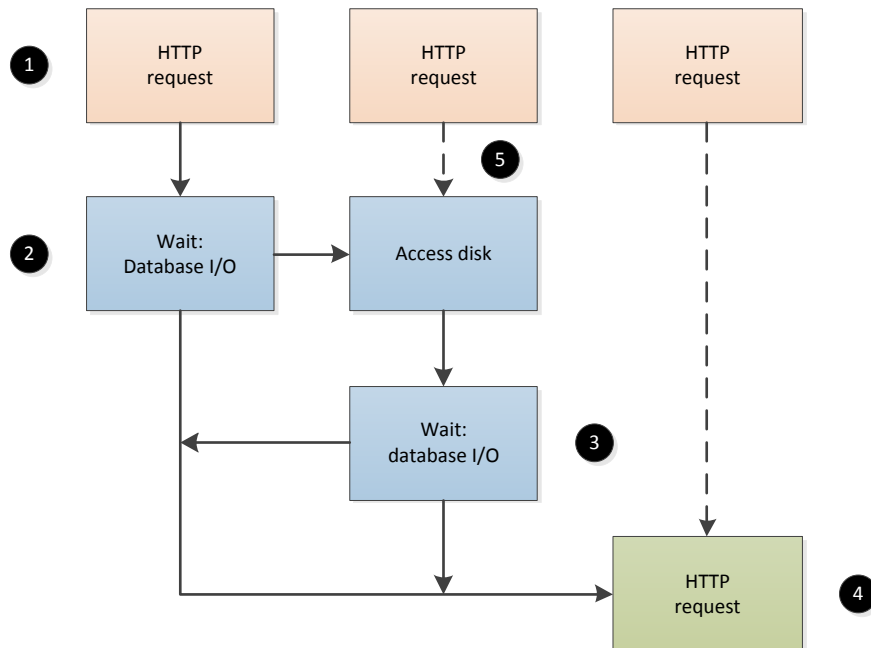 1
HTTP
request
HTTP
request
HTTP
request
5
2
Wait:
Database I/O
Access disk
Wait:
database I/O
3
HTTP
request
4